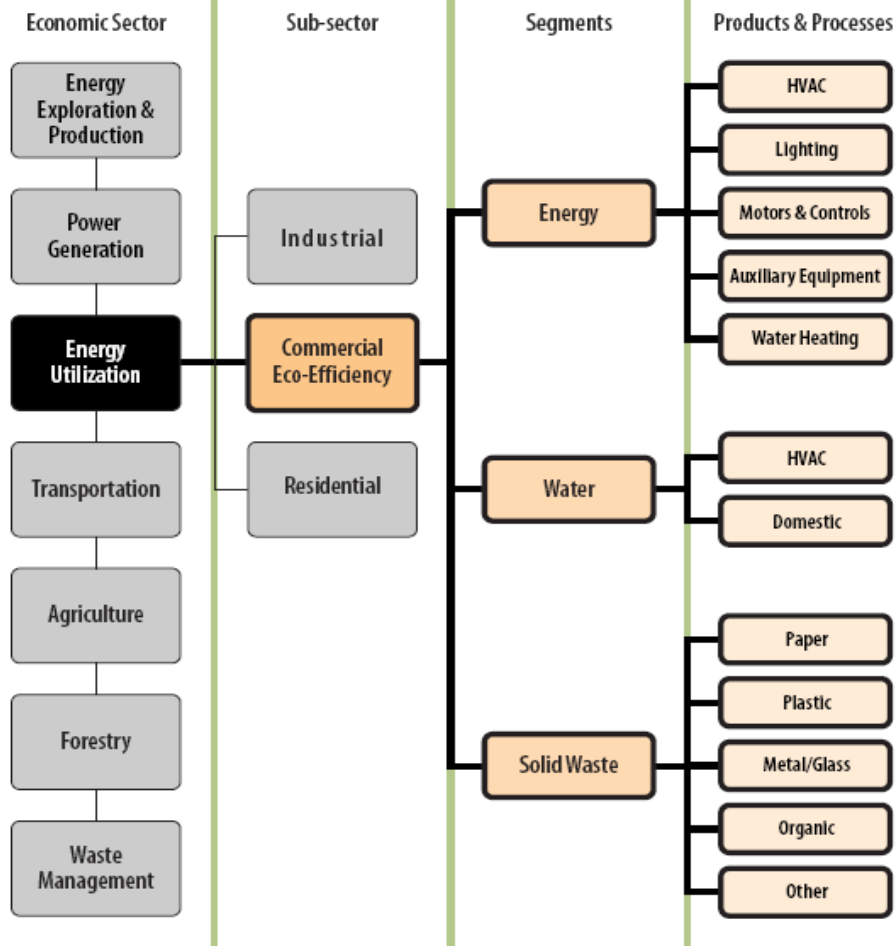 Economic Sector
Sub-sector
Segments
Products & Processes
Energy
Exploration &
Production
Power
Generation
Energy
Utilization
Transportation
Agriculture
Forestry
Waste
Management
Industrial
Commercial
Eco-Efficiency
Residential
Energy
Water
Solid Waste
HVAC
Lighting
Motors & Controls
Auxiliary Equipment
Water Heating
HVAC
Domestic
Paper
Plastic
Metal/Glass
Organic
Other